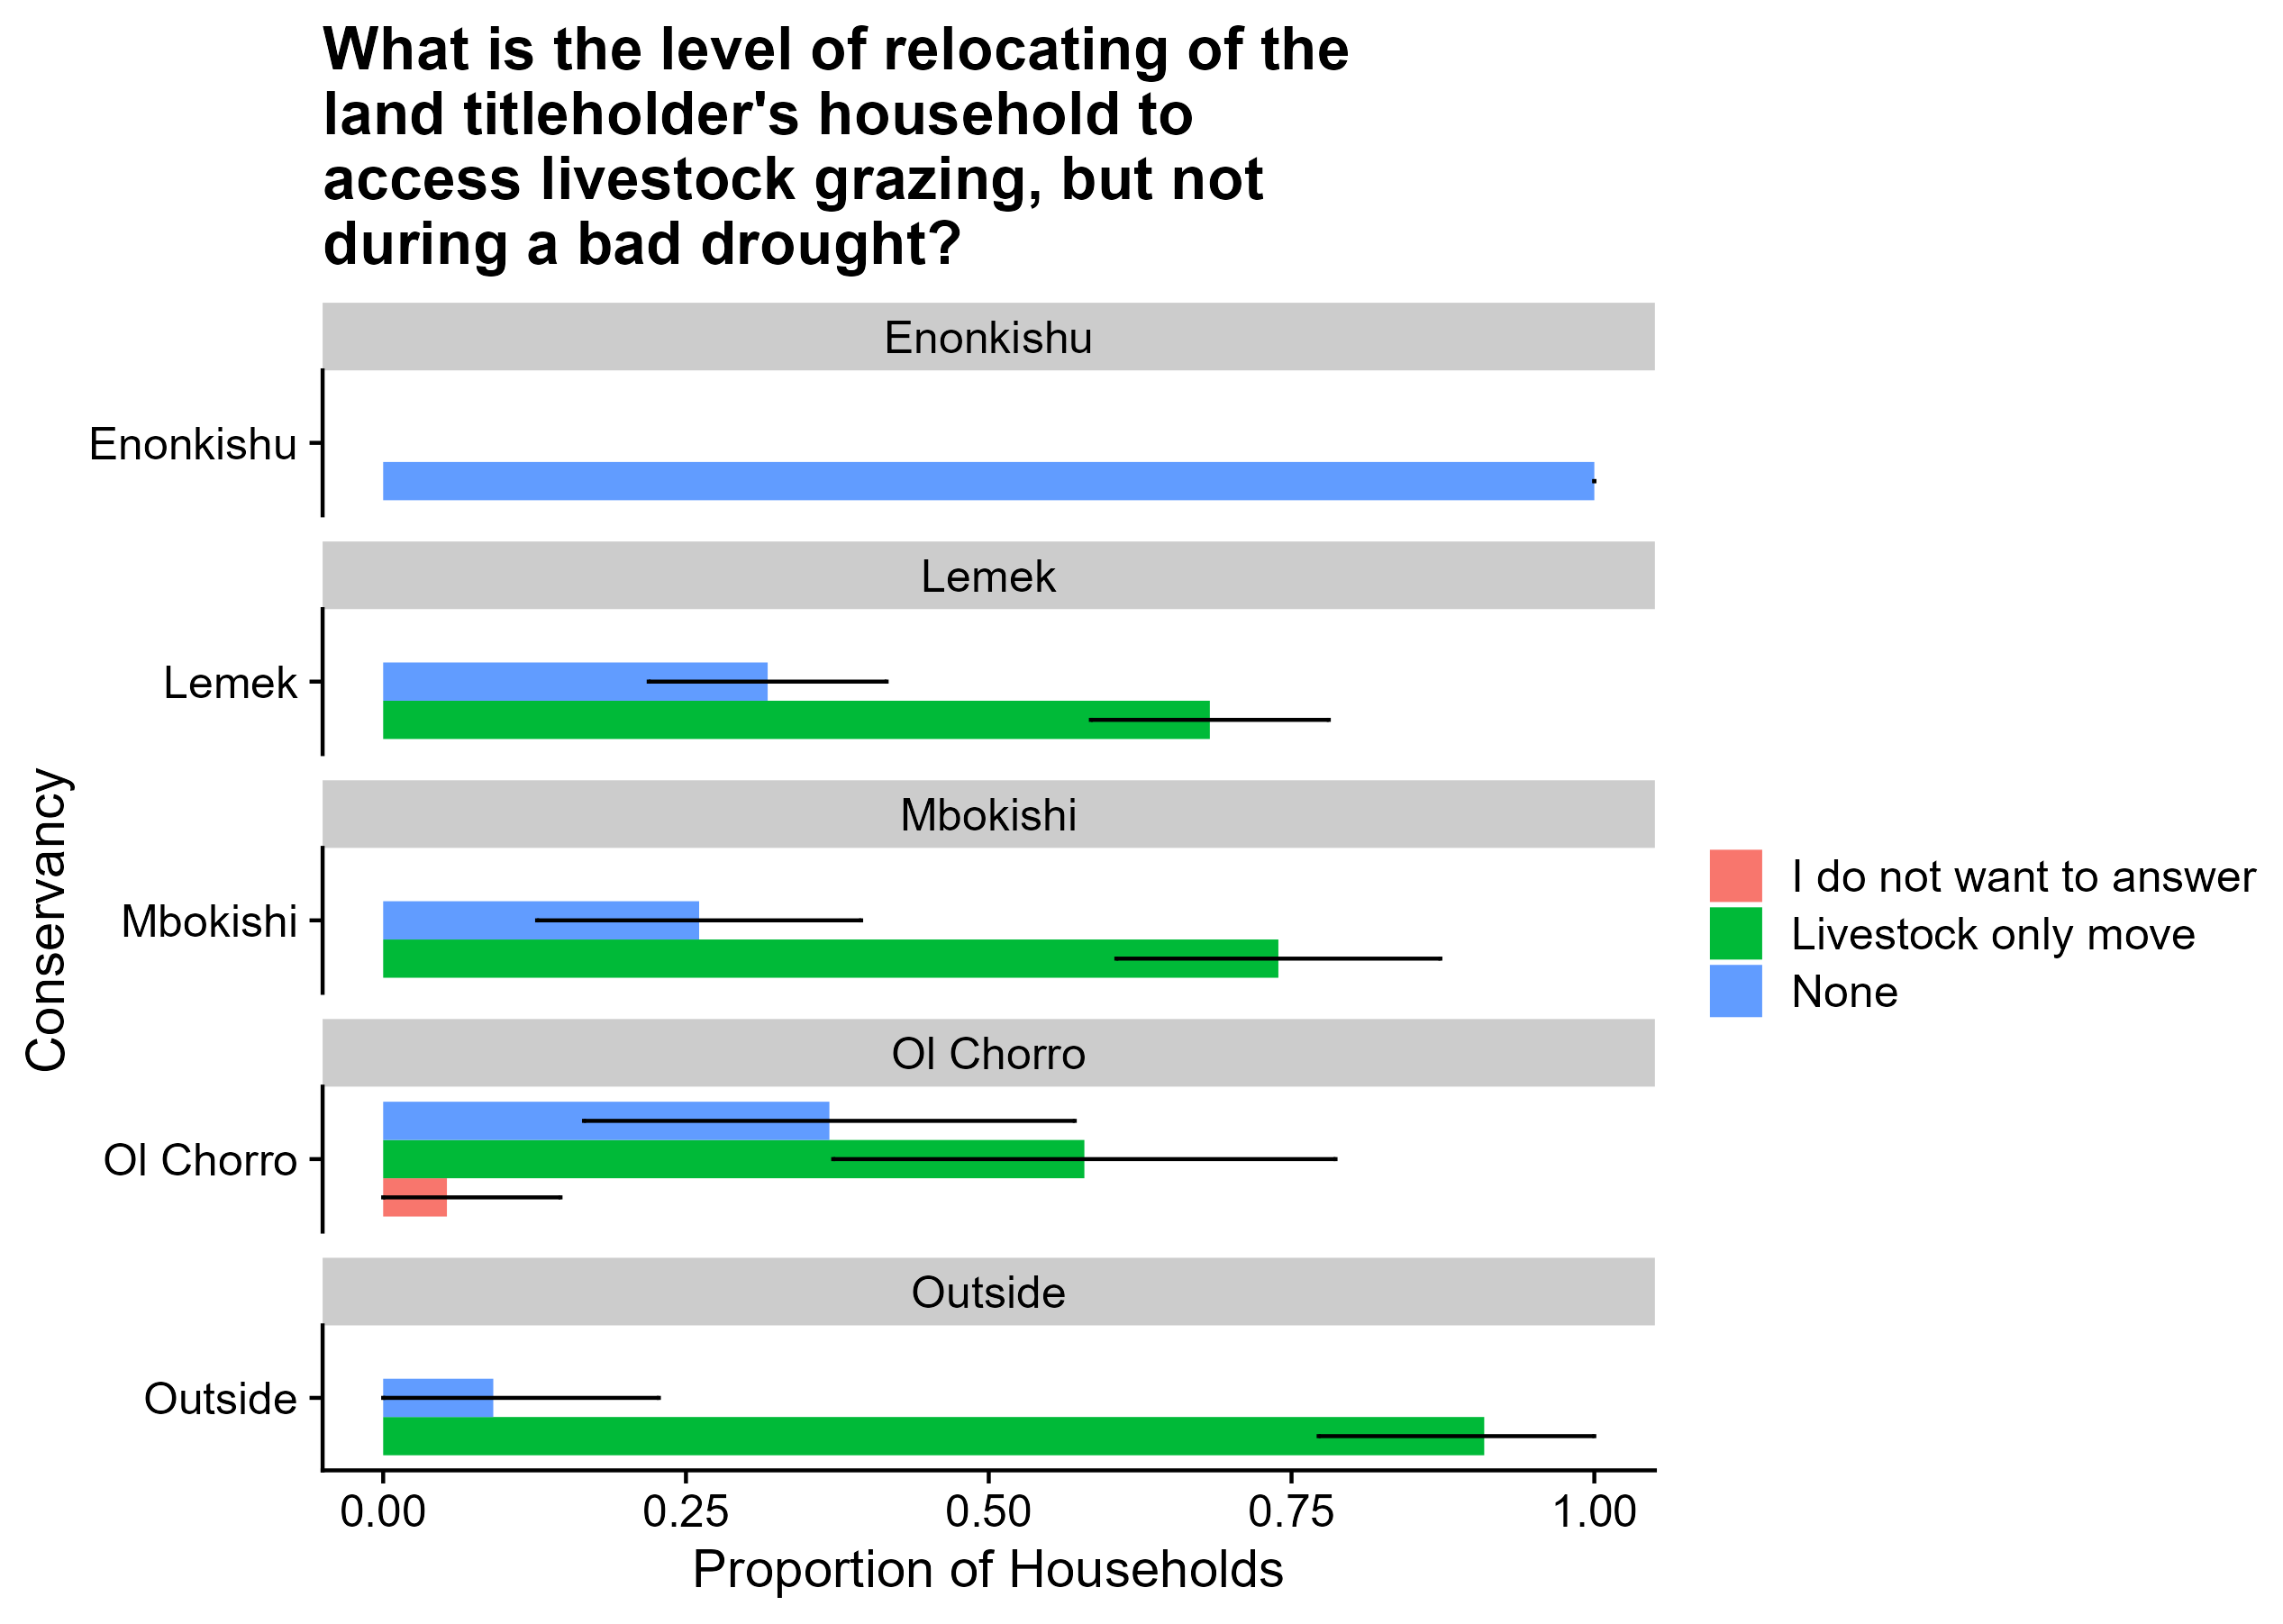 What is the level of relocating of the
land titleholder's household to
access livestock grazing, but not
during a bad drought?
Enonkishu
Enonkishu
Lemek
Lemek
Mbokishi
Mbokishi
Ol Chorro
Ol Chorro
Outside
Outside
Conservancy
0.00 0.25 0.50 0.75 1.00
Proportion of Households
I do not want to answer
Livestock only move
None